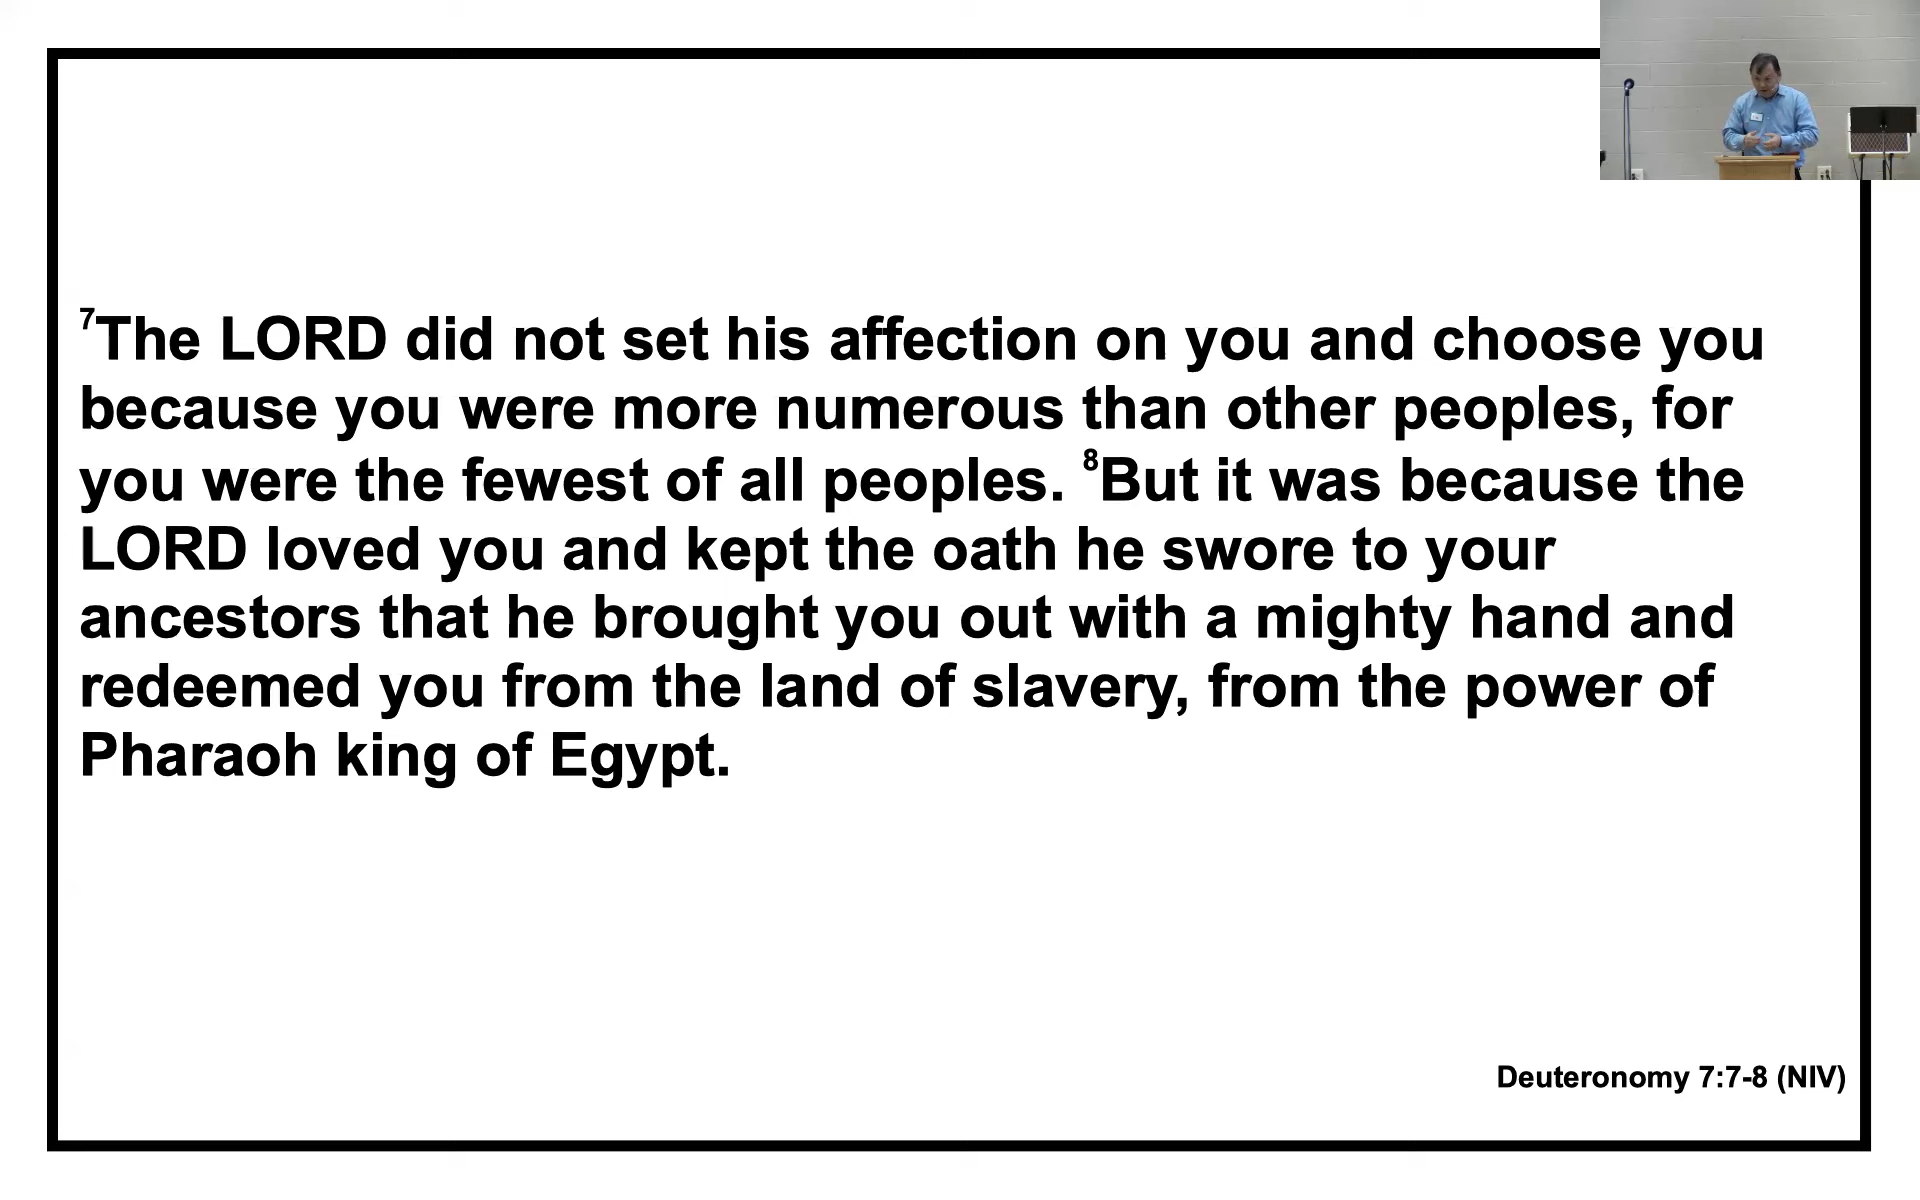 ⁷The LORD did not set his affection on you and choose you
because you were more numerous than other peoples, for
you were the fewest of all peoples. ⁸But it was because the
LORD loved you and kept the oath he swore to your
ancestors that he brought you out with a mighty hand and
redeemed you from the land of slavery, from the power of
Pharaoh king of Egypt.
Deuteronomy 7:7-8 (NIV)